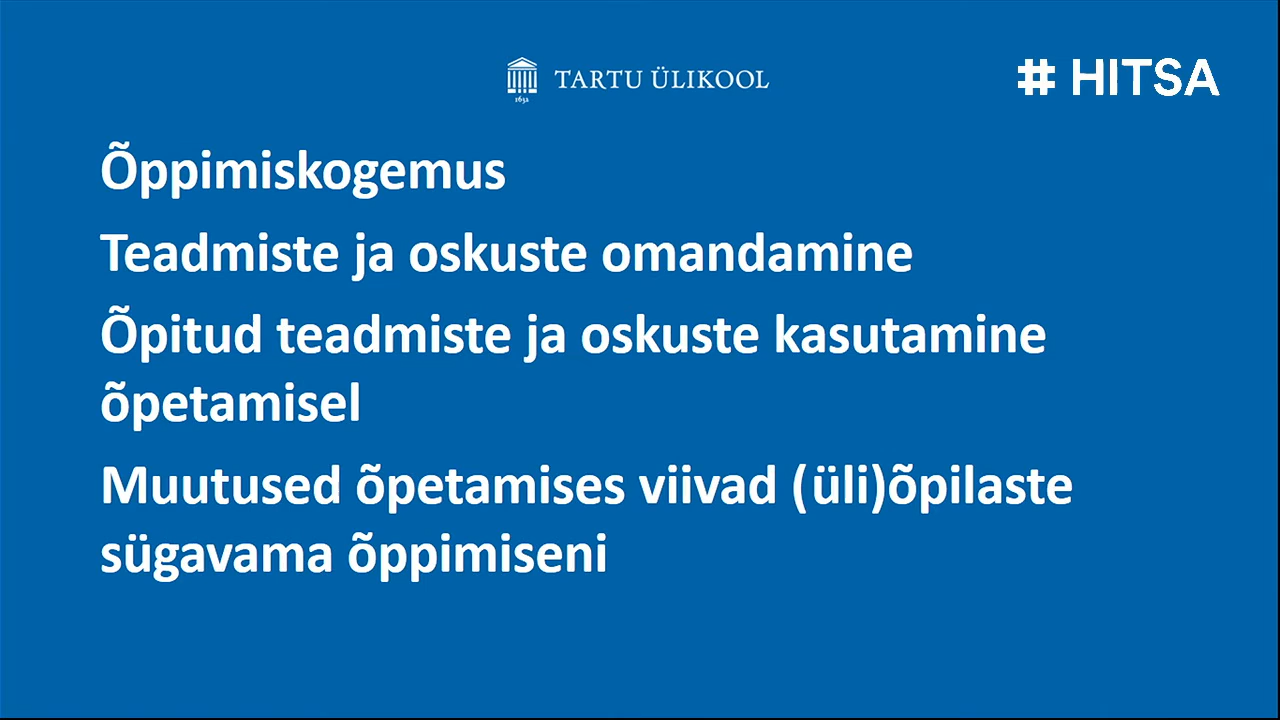 TARTU ÜLIKOOL
1632
# HITSA
Õppimiskogemus
Teadmiste ja oskuste omandamine
Õpitud teadmiste ja oskuste kasutamine
õpetamisel
Muutused õpetamises viivad (üli)õpilaste
sügavama õppimiseni